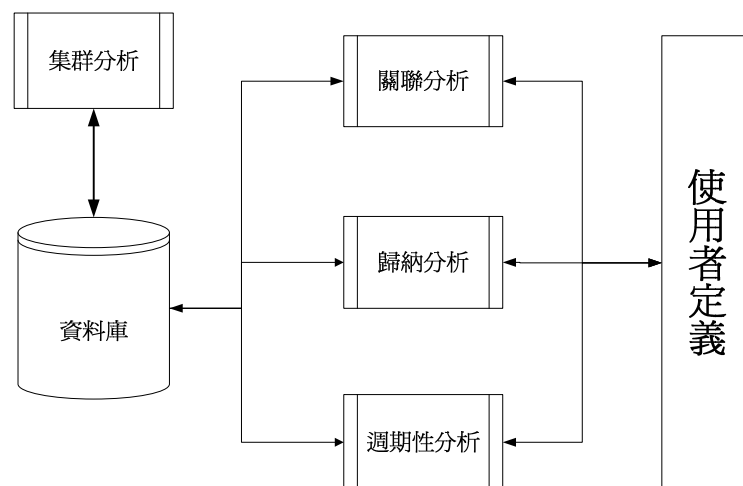 集群分析
資料庫
關聯分析
歸納分析
週期性分析
使用者定義